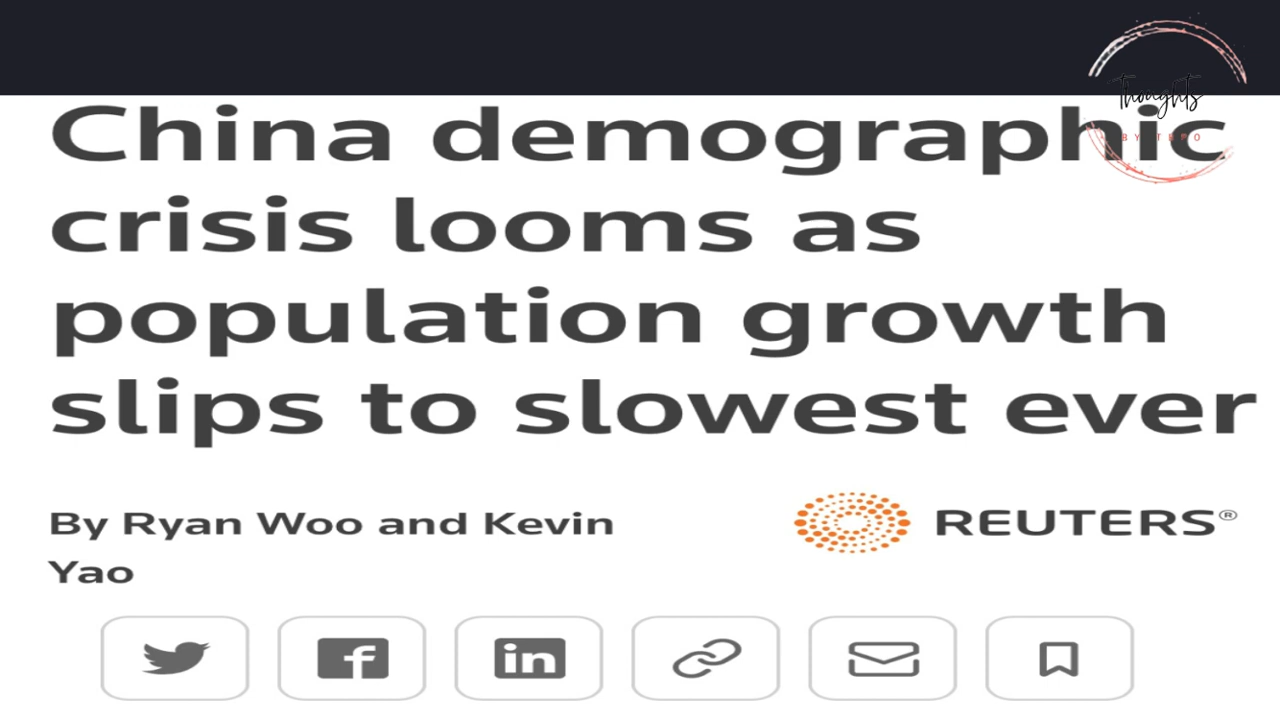 Thoughts
China demographic
crisis looms as
population growth
slips to slowest ever
By Ryan Woo and Kevin
Yao
REUTERS®